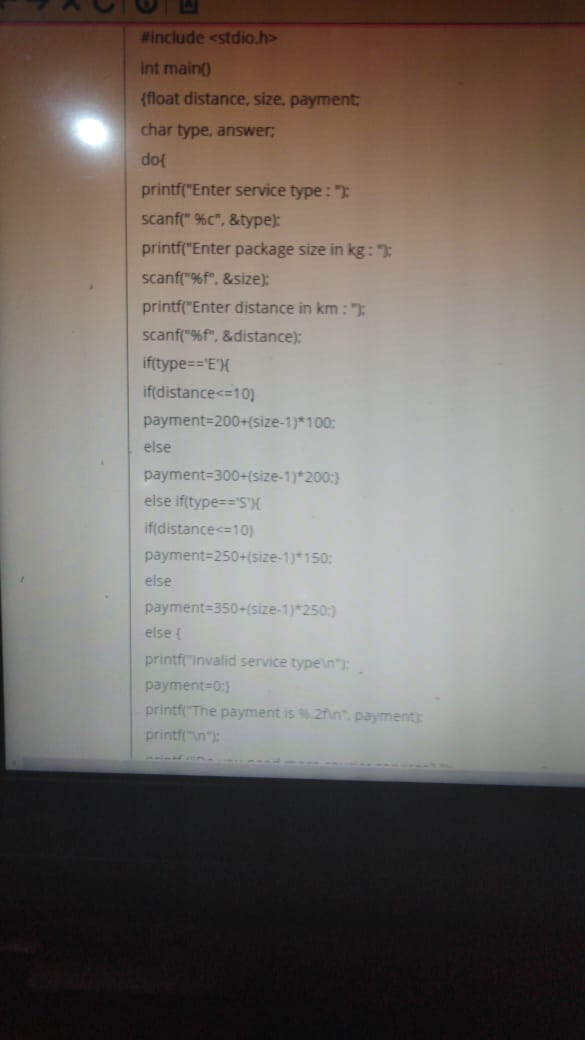 #include <stdio.h>
int main()
{float distance, size, payment;
char type, answer;
do{
printf("Enter service type : ");
scanf(" %c", &type);
printf("Enter package size in kg : ");
scanf("%f", &size);
printf("Enter distance in km : ");
scanf("%f", &distance);
if(type=='E'){
if(distance<=10)
payment=200+(size-1)*100;
else
payment=300+(size-1)*200;}
else if(type=='S'){
if(distance<=10)
payment=250+(size-1)*150;
else
payment=350+(size-1)*250;}
else {
printf("Invalid service type\n");
payment=0;}
printf("The payment is %.2f\n", payment);
printf("\n");